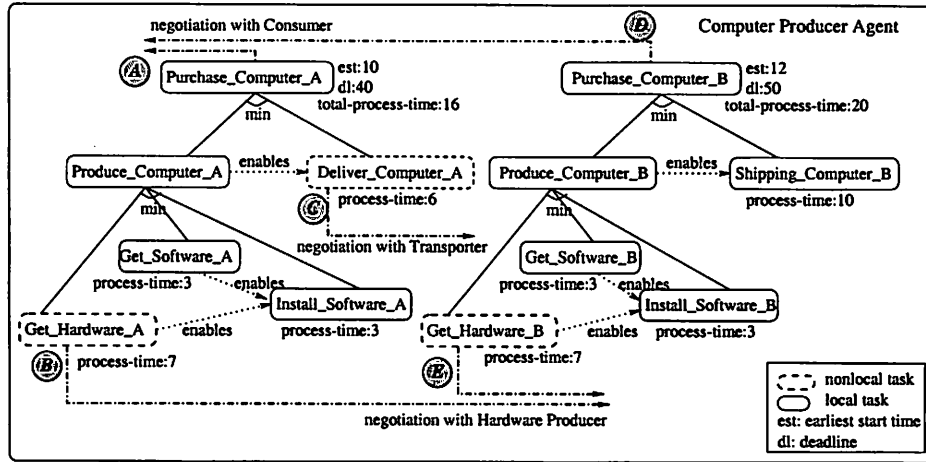 negotiation with Consumer
D
Computer Producer Agent
A
Purchase_Computer_A
est:10
dl:40
total-process-time:16
Purchase_Computer_B
est:12
dl:50
total-process-time:20
min
min
Produce_Computer_A
enables
Deliver_Computer_A
process-time:6
Produce_Computer_B
enables
Shipping_Computer_B
process-time:10
min
C
negotiation with Transporter
min
Get_Software_A
process-time:3
enables
Install_Software_A
process-time:3
Get_Software_B
process-time:3
enables
Install_Software_B
process-time:3
Get_Hardware_A
enables
process-time:7
B
Get_Hardware_B
enables
process-time:7
E
negotiation with Hardware Producer
nonlocal task
local task
est: earliest start time
dl: deadline